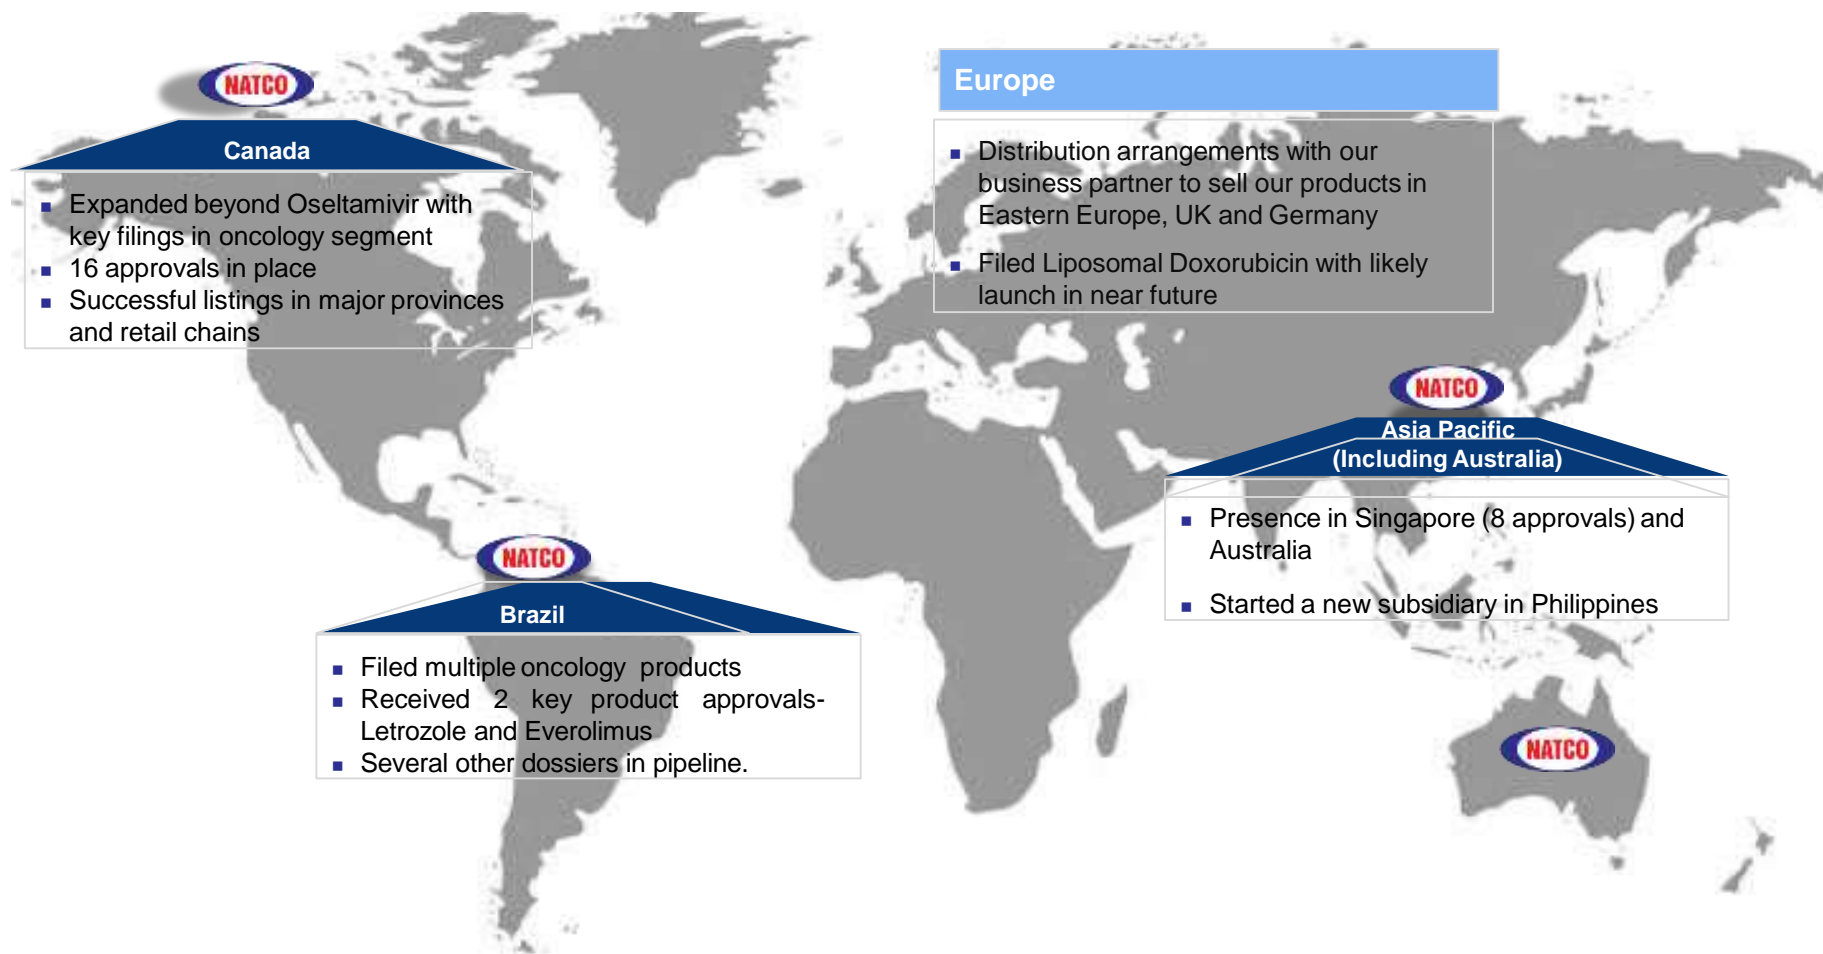 NATCO
Canada
Expanded beyond Oseltamivir with
key filings in oncology segment
16 approvals in place
Successful listings in major provinces
and retail chains
Europe
Distribution arrangements with our
business partner to sell our products in
Eastern Europe, UK and Germany
Filed Liposomal Doxorubicin with likely
launch in near future
NATCO
Asia Pacific
(Including Australia)
Presence in Singapore (8 approvals) and
Australia
Started a new subsidiary in Philippines
NATCO
Brazil
Filed multiple oncology products
Received 2 key product approvals-
Letrozole and Everolimus
Several other dossiers in pipeline.
NATCO